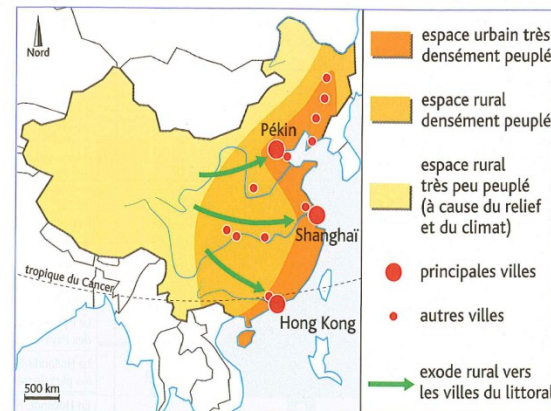 Nord
Pékin
Shanghaï
tropique du Cancer
Hong Kong
500 km
espace urbain très
densément peuplé
espace rural
densément peuplé
espace rural
très peu peuplé
(à cause du relief
et du climat)
principales villes
autres villes
exode rural vers
les villes du littoral